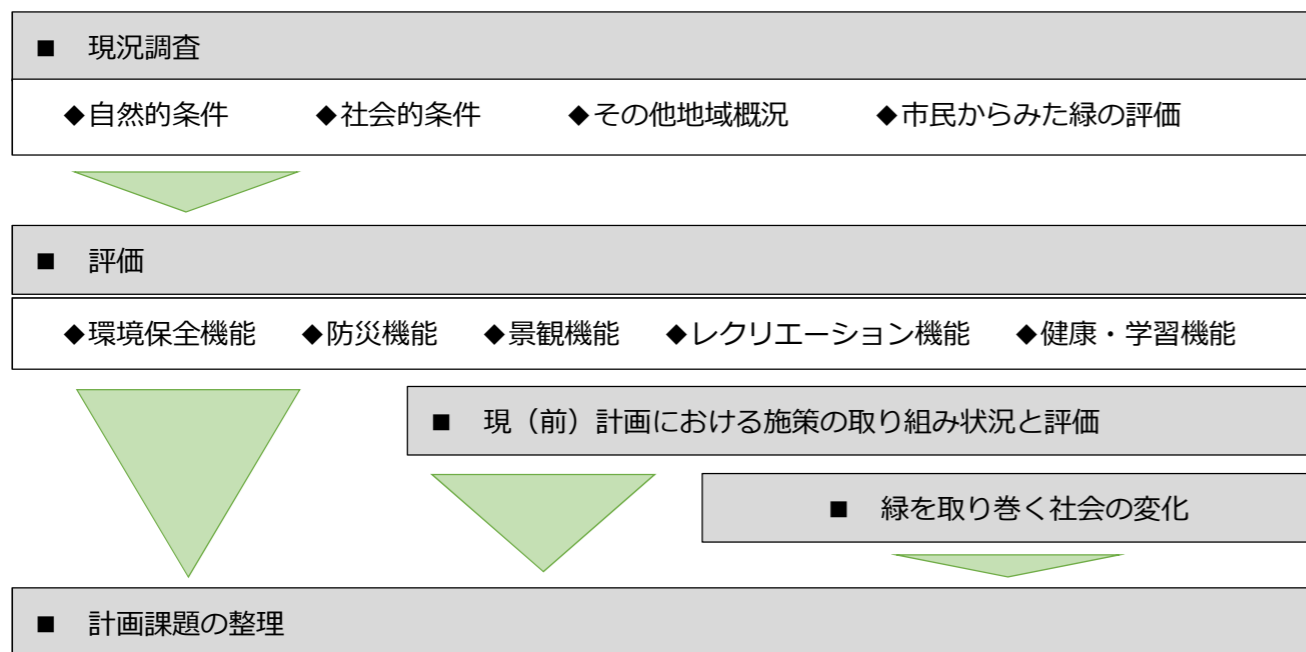 ■ 現況調査
◆自然的条件 ◆社会的条件 ◆その他地域概況 ◆市民からみた緑の評価
■ 評価
◆環境保全機能 ◆防災機能 ◆景観機能 ◆レクリエーション機能 ◆健康・学習機能
■ 現（前）計画における施策の取り組み状況と評価
■ 緑を取り巻く社会の変化
■ 計画課題の整理